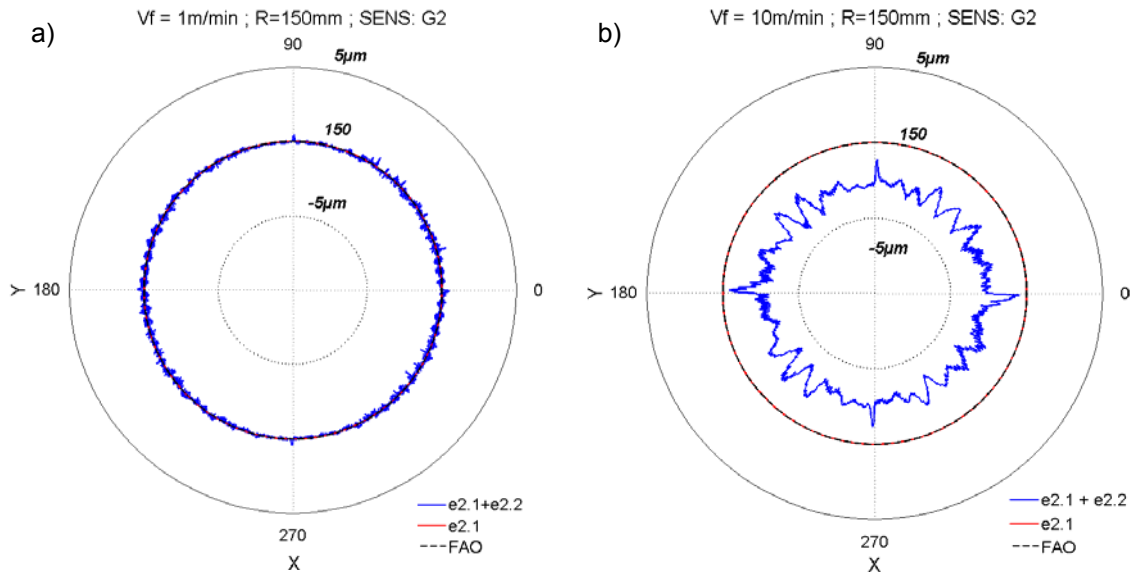 a)
Vf = 1m/min ; R=150mm ; SENS: G2
90
5µm
150
-5µm
Y 180
0
270
X
e2.1+e2.2
e2.1
FAO
b)
Vf = 10m/min ; R=150mm ; SENS: G2
90
5µm
150
-5µm
Y 180
0
270
X
e2.1 + e2.2
e2.1
FAO